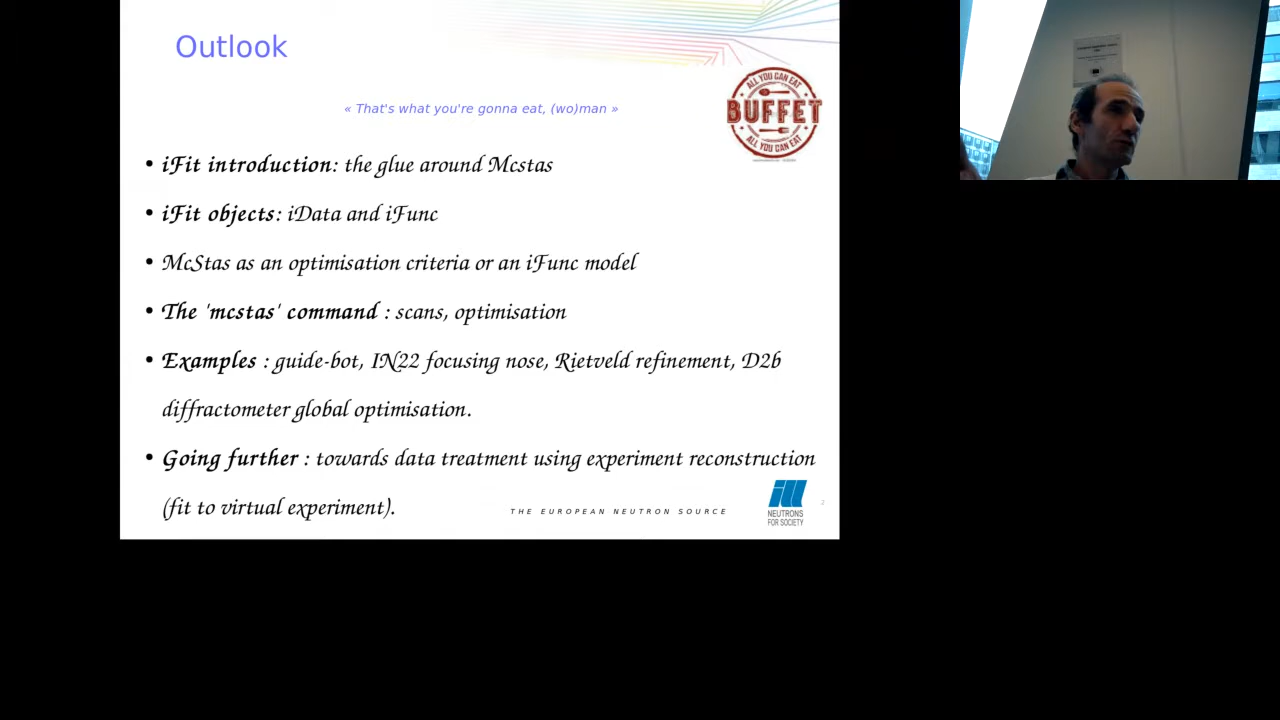 Outlook
« That's what you're gonna eat, (wo)man »
ALL YOU CAN EAT
BUFFET
ALL YOU CAN EAT
• iFit introduction: the glue around Mcstas
• iFit objects: iData and iFunc
• McStas as an optimisation criteria or an iFunc model
• The 'mcstas' command : scans, optimisation
• Examples : guide-bot, IN22 focusing nose, Rietveld refinement, D2b
diffractometer global optimisation.
• Going further : towards data treatment using experiment reconstruction
(fit to virtual experiment).
THE EUROPEAN NEUTRON SOURCE
ill
NEUTRONS
FOR SOCIETY
2